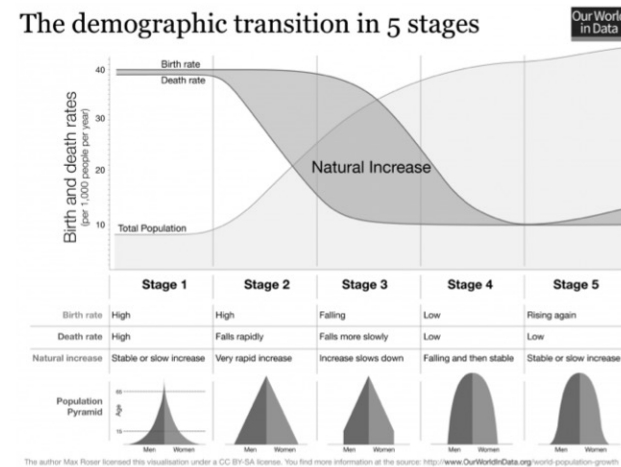 The demographic transition in 5 stages
Our World
in Data
Birth and death rates
(per 1,000 people per year)
40
30
20
10
Birth rate
Death rate
Natural Increase
Total Population
Stage 1 Stage 2 Stage 3 Stage 4 Stage 5
Birth rate High High Falling Low Rising again
Death rate High Falls rapidly Falls more slowly Low Low
Natural increase Stable or slow increase Very rapid increase Increase slows down Falling and then stable Stable or slow increase
Population
Pyramid
Age
65
15
Men Women Men Women Men Women Men Women Men Women
The author Max Roser licensed this visualisation under a CC BY-SA license. You find more information at the source: http://www.OurWorldInData.org/world-population-growth